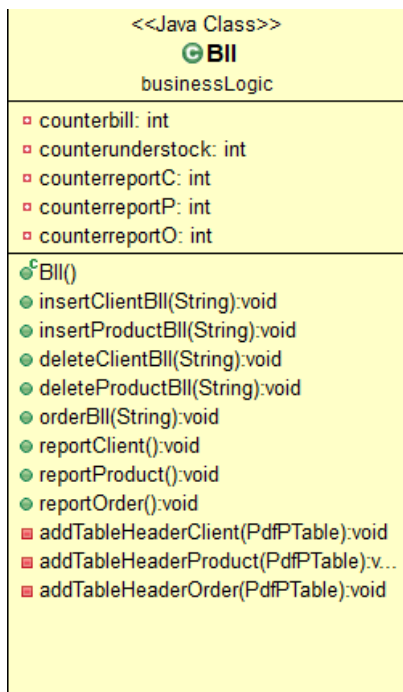 <<Java Class>>
Bll
businessLogic
counterbill: int
counterunderstock: int
counterreportC: int
counterreportP: int
counterreportO: int
Bll()
insertClientBll(String):void
insertProductBll(String):void
deleteClientBll(String):void
deleteProductBll(String):void
orderBll(String):void
reportClient():void
reportProduct():void
reportOrder():void
addTableHeaderClient(PdfPTable):void
addTableHeaderProduct(PdfPTable):v...
addTableHeaderOrder(PdfPTable):void